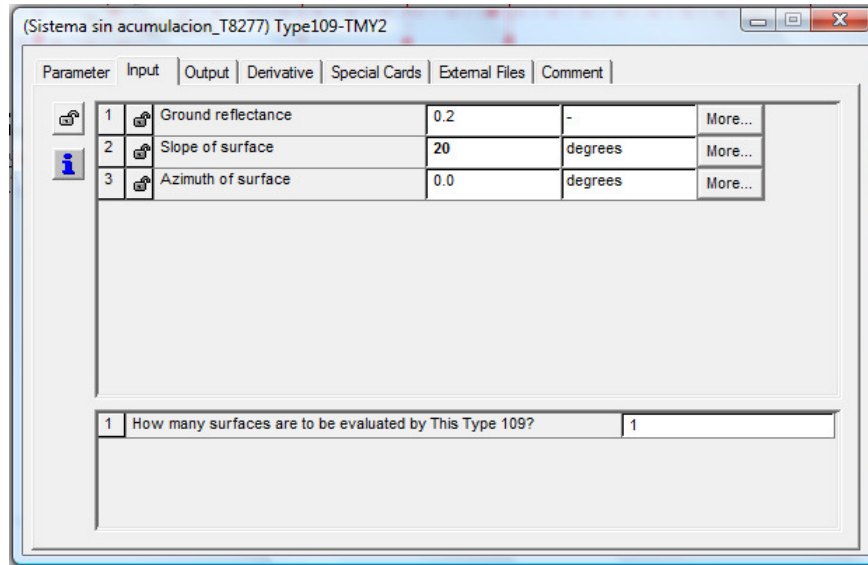 (Sistema sin acumulacion_T8277) Type109-TMY2
Parameter Input Output Derivative Special Cards External Files Comment
1 Ground reflectance 0.2 - More...
2 Slope of surface 20 degrees More...
3 Azimuth of surface 0.0 degrees More...
1 How many surfaces are to be evaluated by This Type 109? 1